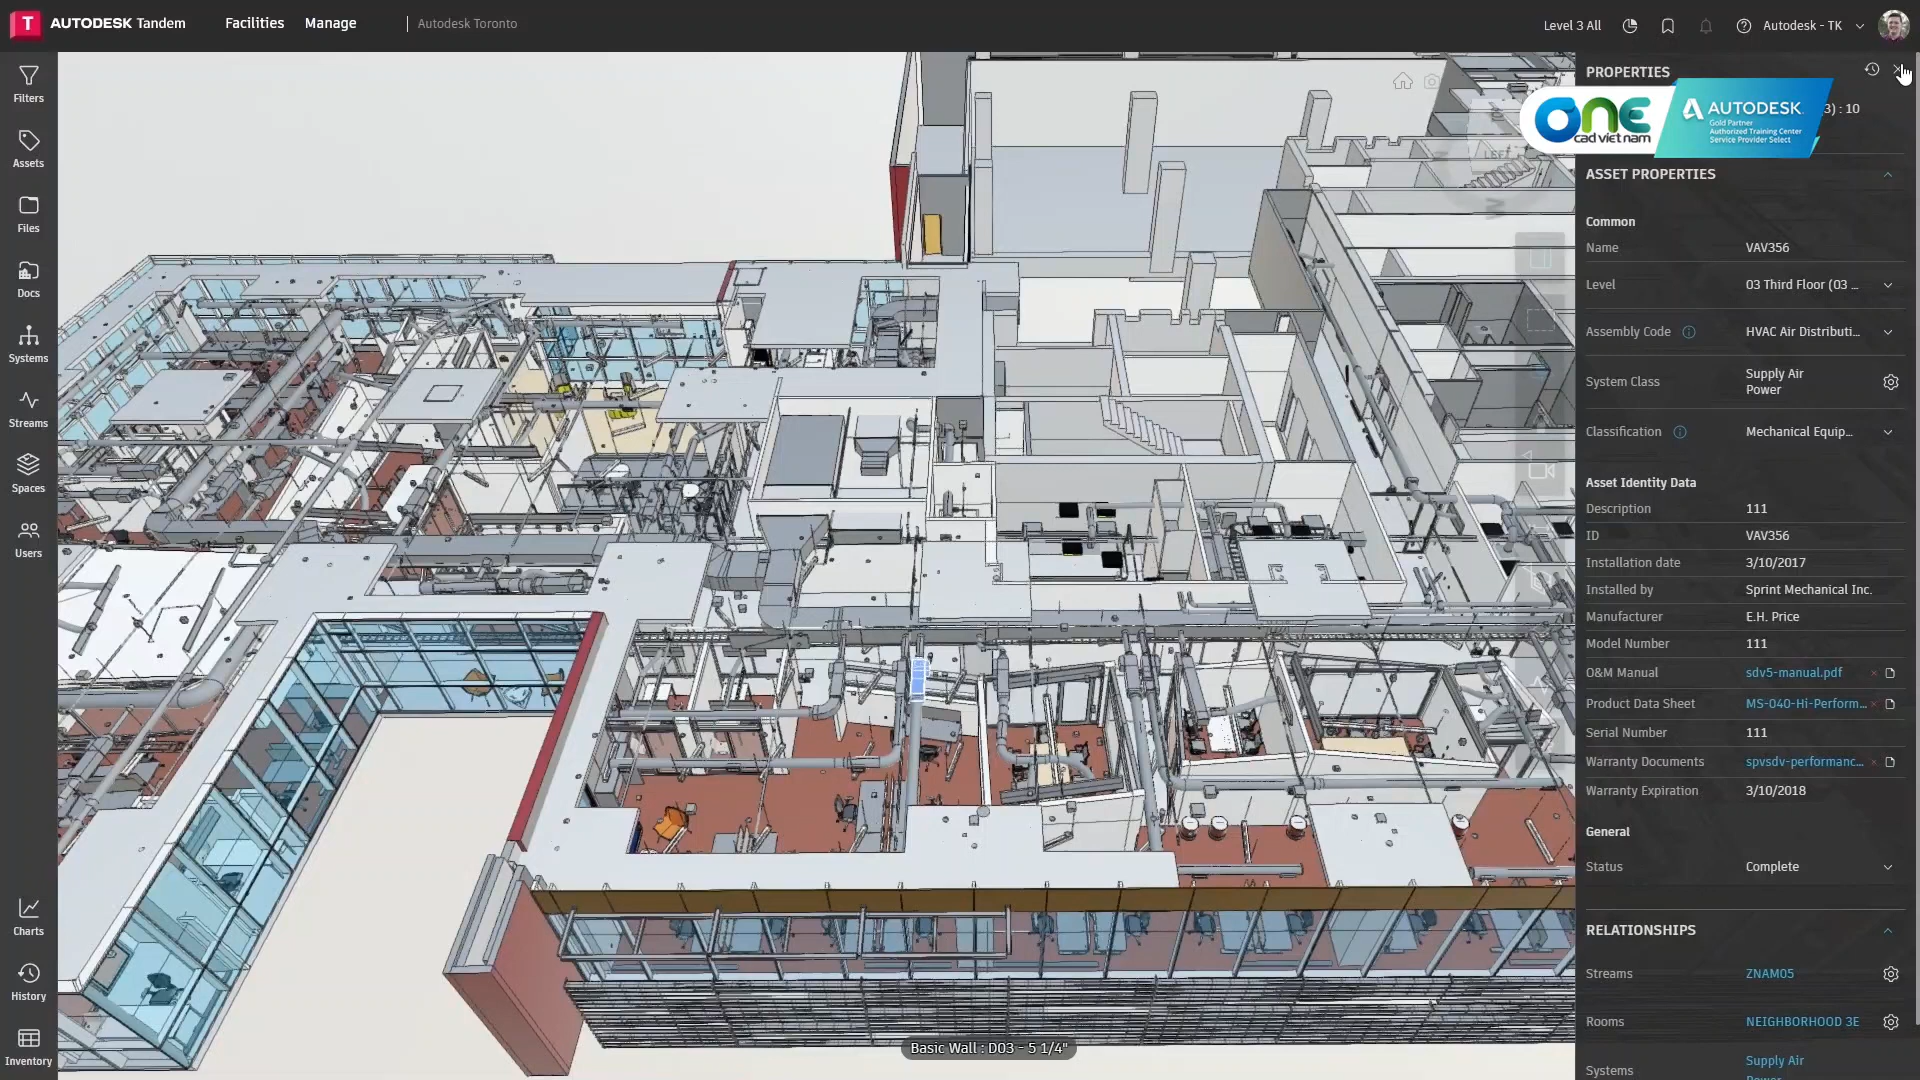 T AUTODESK Tandem
Facilities
Manage
Autodesk Toronto
Level 3 All
Autodesk - TK
Filters
Assets
Files
Docs
Systems
Streams
Spaces
Users
Charts
History
Inventory
LEFT
W
Basic Wall : D03 - 5 1/4"
PROPERTIES
one
cad viet nam
AUTODESK
Gold Partner
Authorized Training Center
Service Provider Select
3) : 10
ASSET PROPERTIES
Common
Name VAV356
Level 03 Third Floor (03 ...
Assembly Code HVAC Air Distributi...
System Class Supply Air
Power
Classification Mechanical Equip...
Asset Identity Data
Description 111
ID VAV356
Installation date 3/10/2017
Installed by Sprint Mechanical Inc.
Manufacturer E.H. Price
Model Number 111
O&M Manual sdv5-manual.pdf
Product Data Sheet MS-040-Hi-Perform...
Serial Number 111
Warranty Documents spvsdv-performanc...
Warranty Expiration 3/10/2018
General
Status Complete
RELATIONSHIPS
Streams ZNAM05
Rooms NEIGHBORHOOD 3E
Systems Supply Air